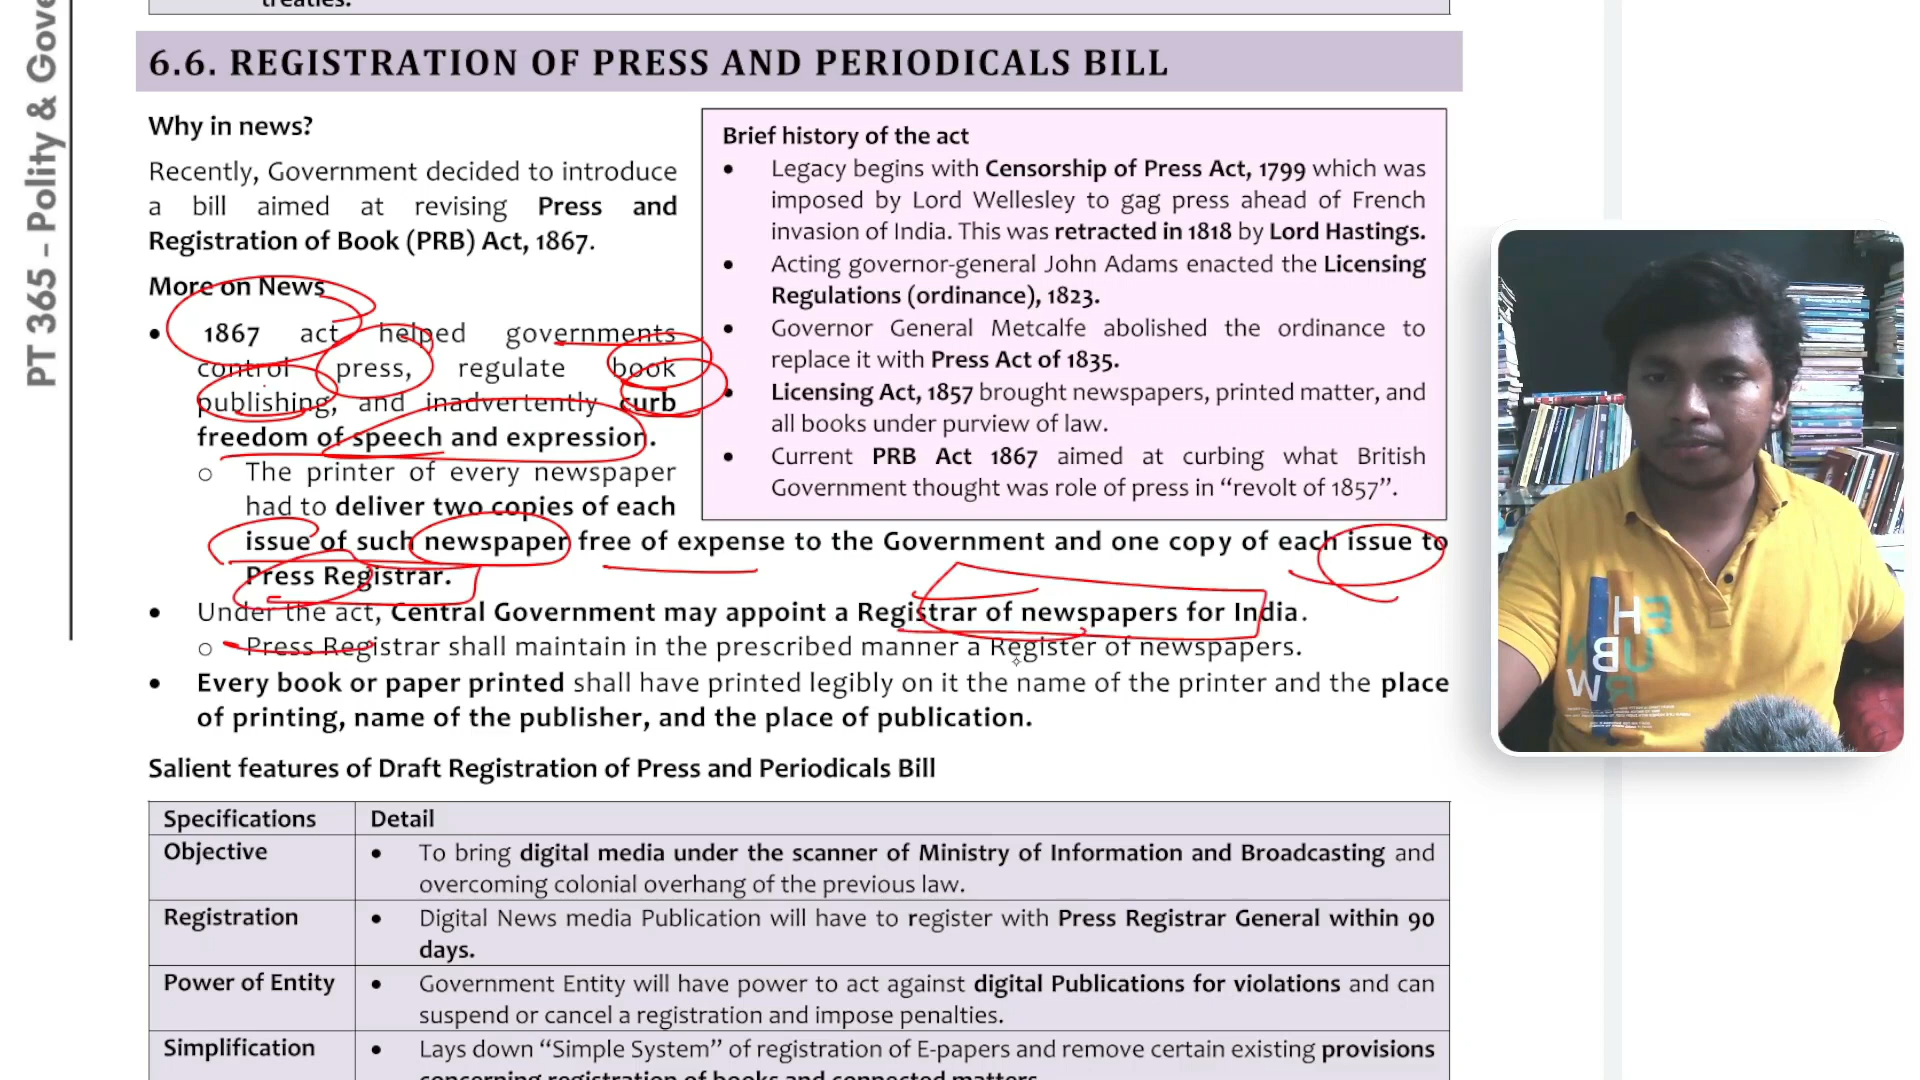 treaties.
PT 365 - Polity & Gove
6.6. REGISTRATION OF PRESS AND PERIODICALS BILL
Why in news?
Recently, Government decided to introduce
a bill aimed at revising Press and
Registration of Book (PRB) Act, 1867.
More on News
• 1867 act helped governments
control press, regulate book
publishing, and inadvertently curb
freedom of speech and expression.
o The printer of every newspaper
had to deliver two copies of each
issue of such newspaper free of expense to the Government and one copy of each issue to
Press Registrar.
Brief history of the act
• Legacy begins with Censorship of Press Act, 1799 which was
imposed by Lord Wellesley to gag press ahead of French
invasion of India. This was retracted in 1818 by Lord Hastings.
• Acting governor-general John Adams enacted the Licensing
Regulations (ordinance), 1823.
• Governor General Metcalfe abolished the ordinance to
replace it with Press Act of 1835.
• Licensing Act, 1857 brought newspapers, printed matter, and
all books under purview of law.
• Current PRB Act 1867 aimed at curbing what British
Government thought was role of press in “revolt of 1857”.
• Under the act, Central Government may appoint a Registrar of newspapers for India.
o Press Registrar shall maintain in the prescribed manner a Register of newspapers.
• Every book or paper printed shall have printed legibly on it the name of the printer and the place
of printing, name of the publisher, and the place of publication.
Salient features of Draft Registration of Press and Periodicals Bill
Specifications Detail
Objective • To bring digital media under the scanner of Ministry of Information and Broadcasting and
overcoming colonial overhang of the previous law.
Registration • Digital News media Publication will have to register with Press Registrar General within 90
days.
Power of Entity • Government Entity will have power to act against digital Publications for violations and can
suspend or cancel a registration and impose penalties.
Simplification • Lays down “Simple System” of registration of E-papers and remove certain existing provisions
concerning registration of books and connected matters.